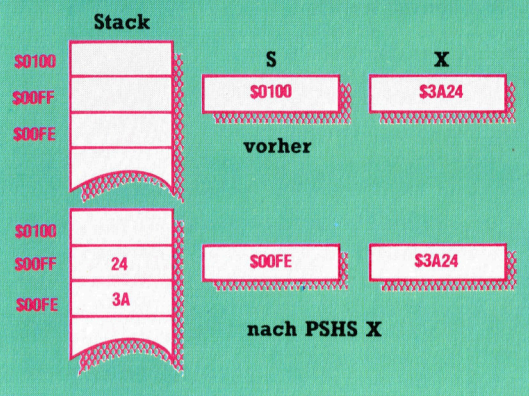 Stack
S X
$0100
$0100 $3A24
$00FF
$00FE
vorher
$0100
$00FF 24 $00FE $3A24
$00FE 3A
nach PSHS X